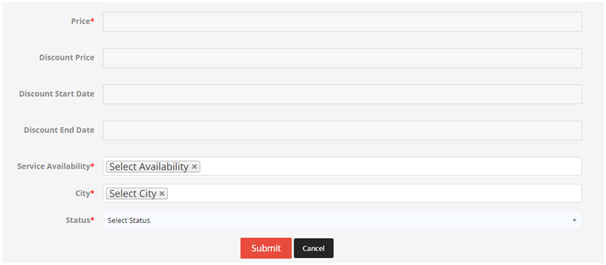 Price*
Discount Price
Discount Start Date
Discount End Date
Service Availability* Select Availability ×
City* Select City ×
Status* Select Status
Submit Cancel